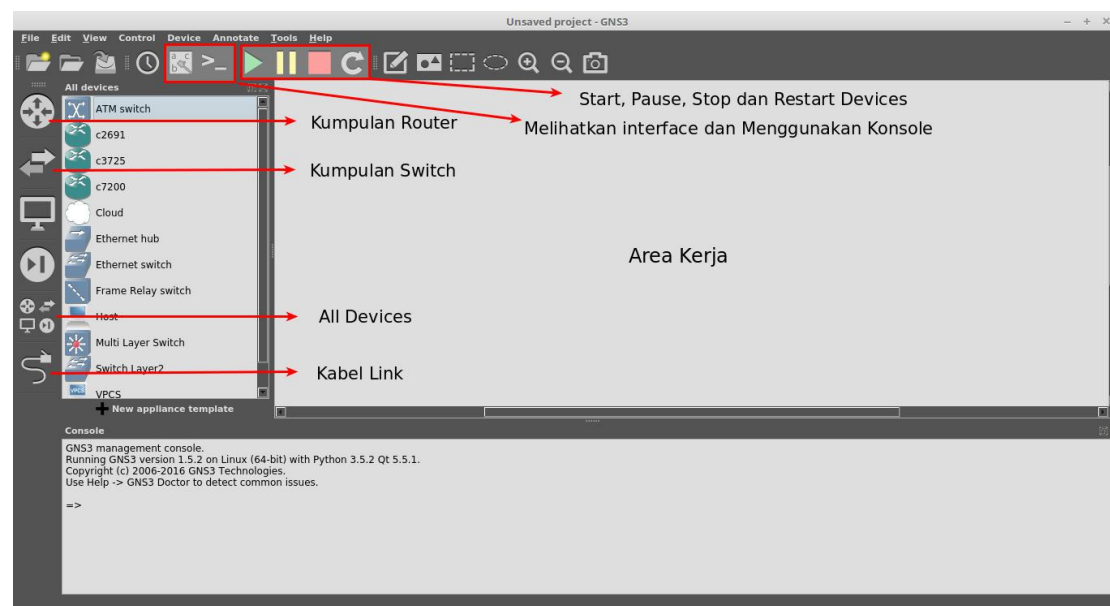 Unsaved project - GNS3
File Edit View Control Device Annotate Tools Help
All devices
ATM switch
c2691
c3725
c7200
Cloud
Ethernet hub
Ethernet switch
Frame Relay switch
Host
Multi Layer Switch
Switch Layer2
VPCS
New appliance template
Start, Pause, Stop dan Restart Devices
Melihatkan interface dan Menggunakan Konsole
Kumpulan Router
Kumpulan Switch
Area Kerja
All Devices
Kabel Link
Console
GNS3 management console.
Running GNS3 version 1.5.2 on Linux (64-bit) with Python 3.5.2 Qt 5.5.1.
Copyright (c) 2006-2016 GNS3 Technologies.
Use Help -> GNS3 Doctor to detect common issues.
=>